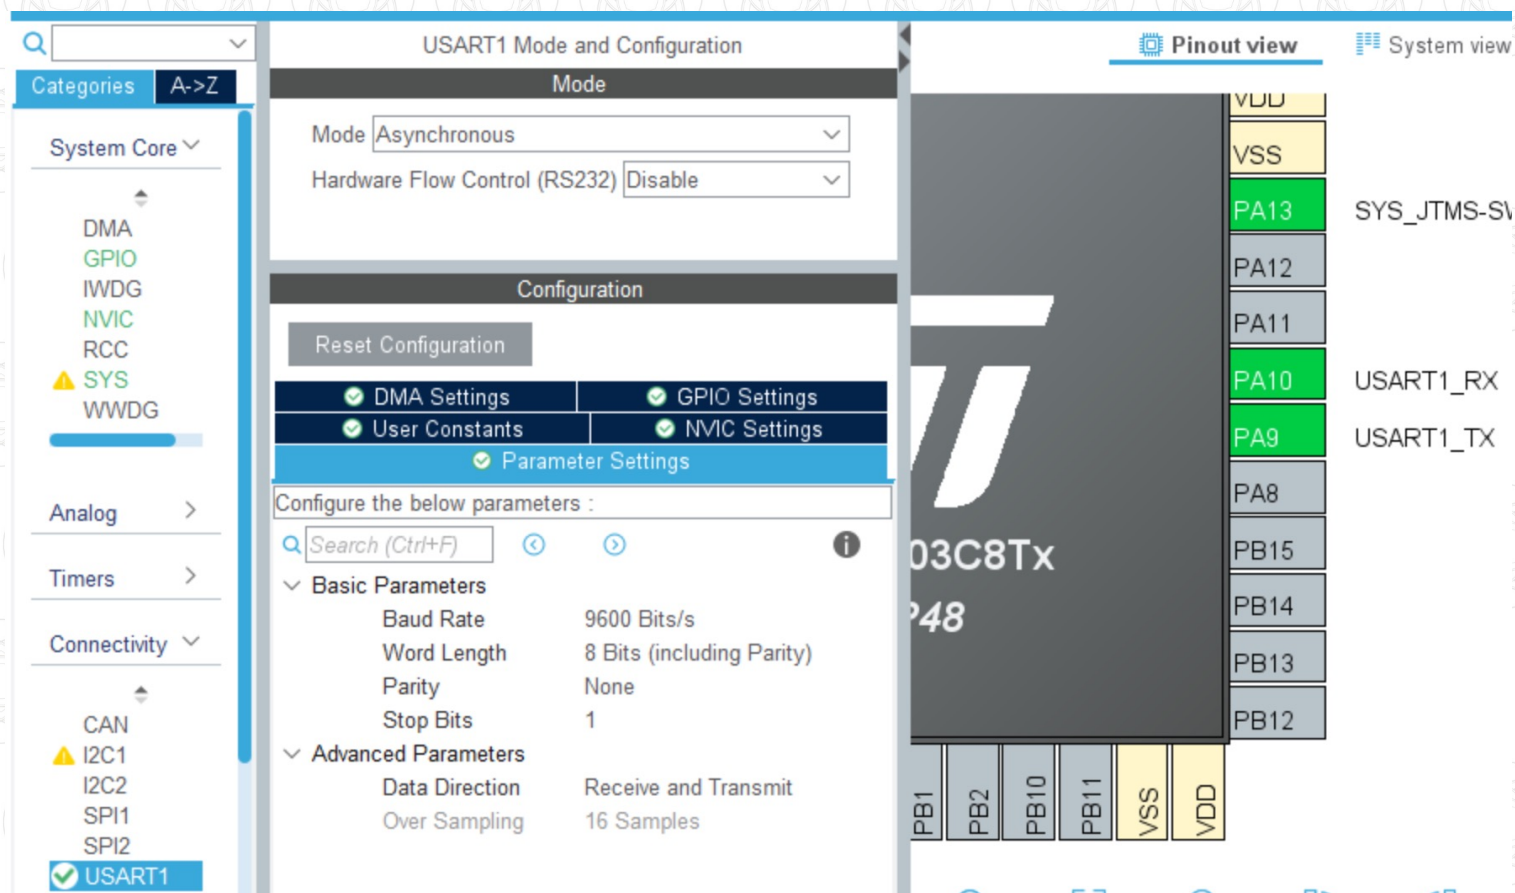 USART1 Mode and Configuration
Pinout view
System view
Categories
A->Z
Mode
System Core
Mode Asynchronous
Hardware Flow Control (RS232) Disable
DMA
GPIO
IWDG
NVIC
RCC
SYS
WWDG
Analog
Timers
Connectivity
CAN
I2C1
I2C2
SPI1
SPI2
USART1
Configuration
Reset Configuration
DMA Settings
GPIO Settings
User Constants
NVIC Settings
Parameter Settings
Configure the below parameters :
Search (Ctrl+F)
Basic Parameters
Baud Rate 9600 Bits/s
Word Length 8 Bits (including Parity)
Parity None
Stop Bits 1
Advanced Parameters
Data Direction Receive and Transmit
Over Sampling 16 Samples
03C8Tx
P48
VDD
VSS
PA13 SYS_JTMS-SW
PA12
PA11
PA10 USART1_RX
PA9 USART1_TX
PA8
PB15
PB14
PB13
PB12
PB1
PB2
PB10
PB11
VSS
VDD